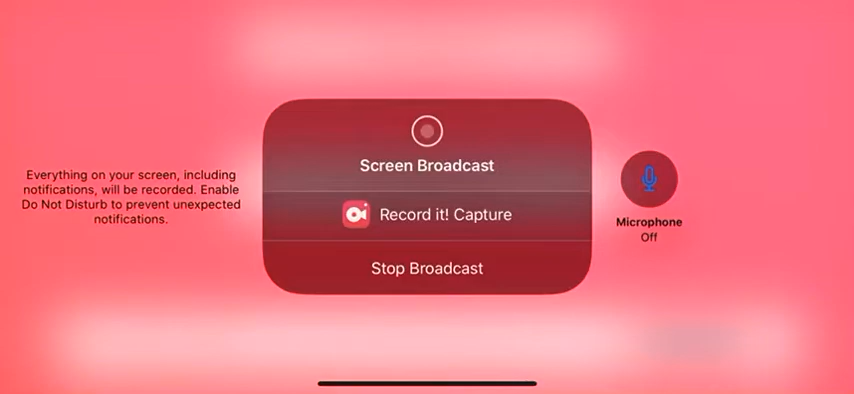 Everything on your screen, including
notifications, will be recorded. Enable
Do Not Disturb to prevent unexpected
notifications.
Screen Broadcast
Record it! Capture
Stop Broadcast
Microphone
Off